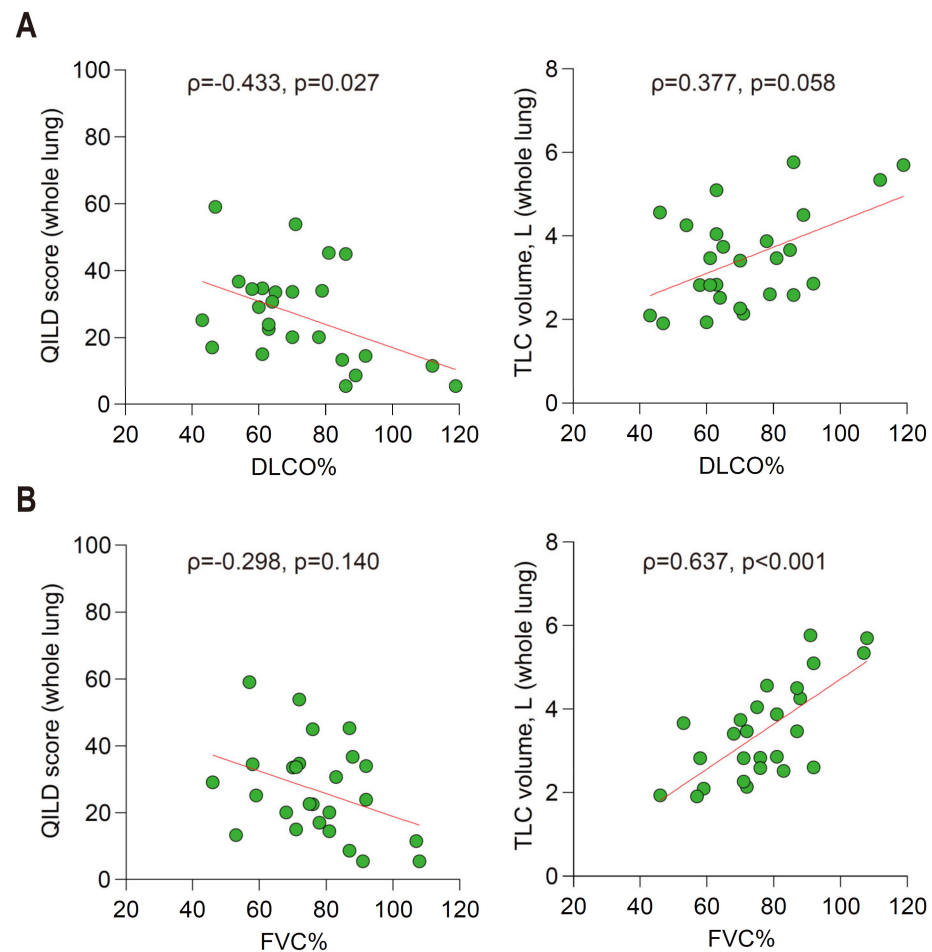 A
ρ=-0.433, p=0.027
QILD score (whole lung)
100
80
60
40
20
0
20 40 60 80 100 120
DLCO%
ρ=0.377, p=0.058
TLC volume, L (whole lung)
8
6
4
2
0
20 40 60 80 100 120
DLCO%
B
ρ=-0.298, p=0.140
QILD score (whole lung)
100
80
60
40
20
0
20 40 60 80 100 120
FVC%
ρ=0.637, p<0.001
TLC volume, L (whole lung)
8
6
4
2
0
20 40 60 80 100 120
FVC%